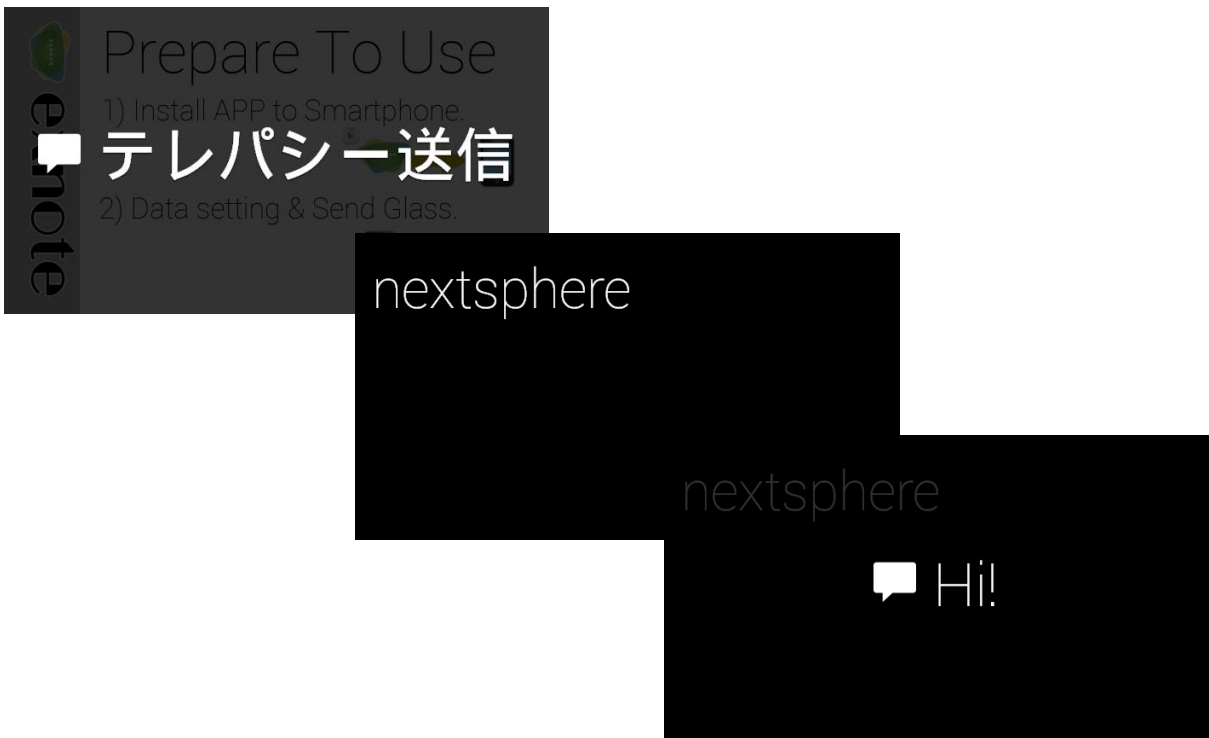 Prepare To Use
1) Install APP to Smartphone.
テレパシー送信
2) Data setting & Send Glass.
exnote
nextsphere
nextsphere
Hi!